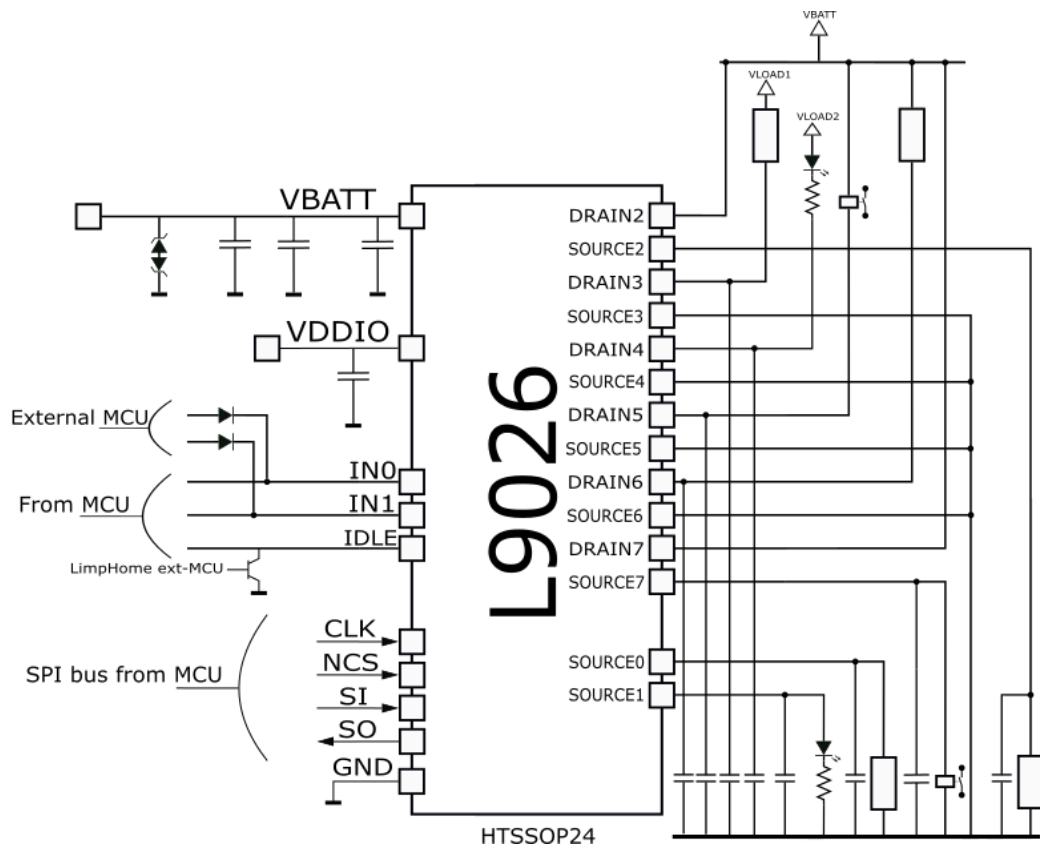 VBATT
VLOAD1
VLOAD2
VBATT
DRAIN2
SOURCE2
DRAIN3
SOURCE3
VDDIO
DRAIN4
SOURCE4
External MCU
DRAIN5
SOURCE5
IN0
DRAIN6
From MCU
IN1
SOURCE6
IDLE
DRAIN7
LimpHome ext-MCU
SOURCE7
L9026
CLK
SOURCE0
SPI bus from MCU
NCS
SOURCE1
SI
SO
GND
HTSSOP24